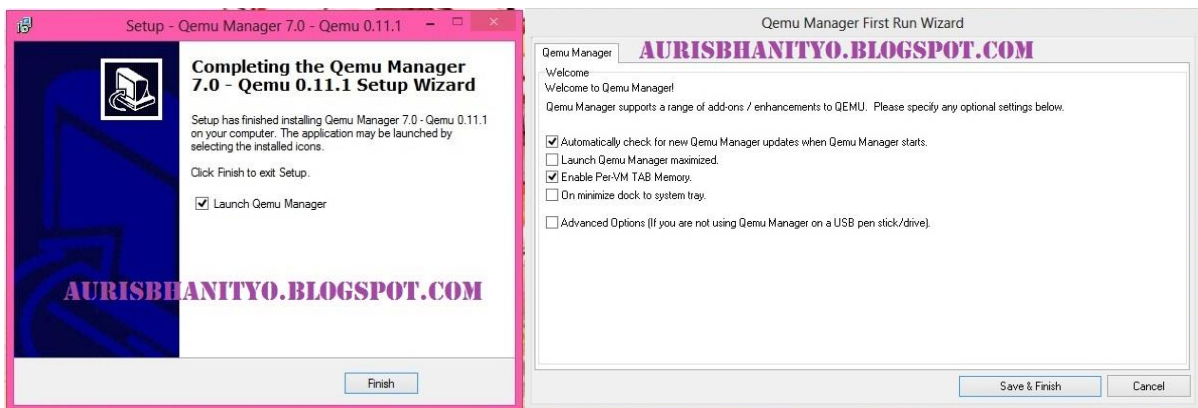 Setup - Qemu Manager 7.0 - Qemu 0.11.1
Completing the Qemu Manager
7.0 - Qemu 0.11.1 Setup Wizard
Setup has finished installing Qemu Manager 7.0 - Qemu 0.11.1
on your computer. The application may be launched by
selecting the installed icons.
Click Finish to exit Setup.
Launch Qemu Manager
AURISBHANITYO.BLOGSPOT.COM
Finish
Qemu Manager First Run Wizard
Qemu Manager
AURISBHANITYO.BLOGSPOT.COM
Welcome
Welcome to Qemu Manager!
Qemu Manager supports a range of add-ons / enhancements to QEMU. Please specify any optional settings below.
Automatically check for new Qemu Manager updates when Qemu Manager starts.
Launch Qemu Manager maximized.
Enable Per-VM TAB Memory.
On minimize dock to system tray.
Advanced Options (If you are not using Qemu Manager on a USB pen stick/drive).
Save & Finish
Cancel